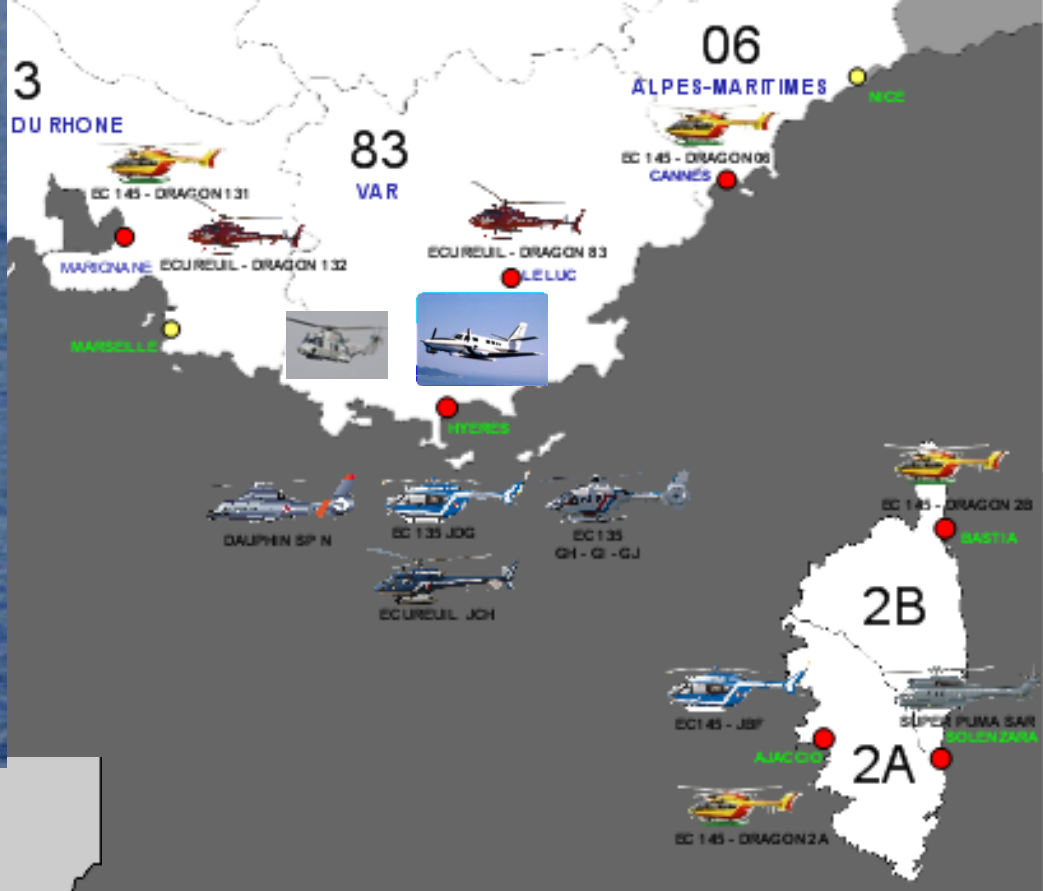 06
ALPES-MARITIMES
NICE
3
DU RHONE
83
VAR
EC 145 - DRAGON 06
CANNES
EC 145 - DRAGON 131
ECUREUIL - DRAGON 83
MARIGNANE
ECUREUIL - DRAGON 132
LE LUC
MARSEILLE
HYERES
DAUPHIN SP N
EC 135 JDG
EC 135
GH - GI - GJ
ECUREUIL JCH
EC 145 - DRAGON 2B
BASTIA
2B
EC145 - JBF
SUPER PUMA SAR
SOLENZARA
AJACCIO
2A
EC 145 - DRAGON 2A